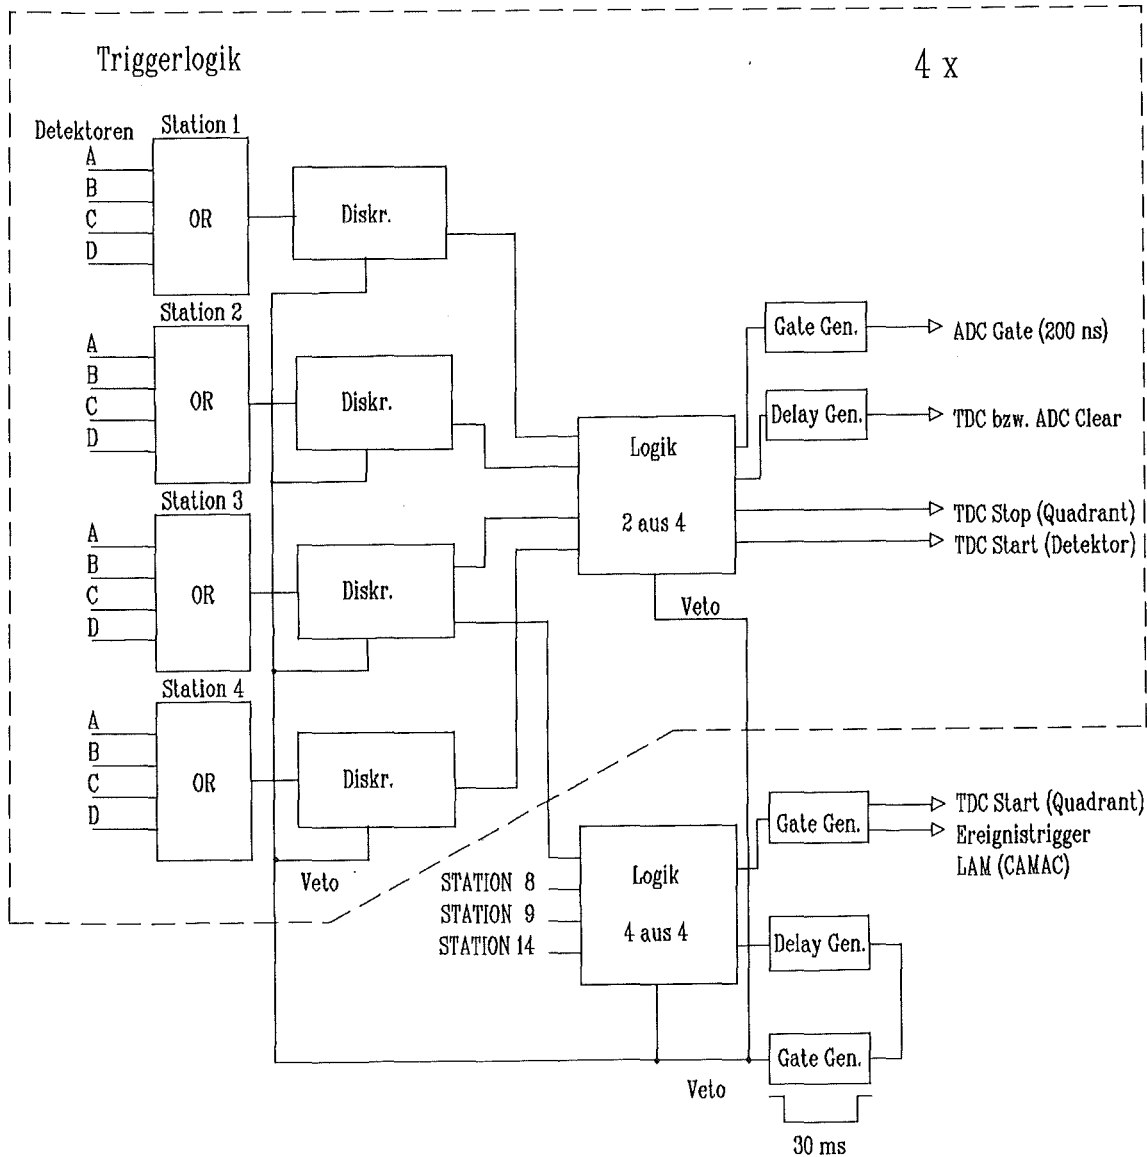 Triggerlogik
4 x
Detektoren
Station 1
A
B
C
D
OR
Diskr.
Station 2
A
B
C
D
OR
Diskr.
Station 3
A
B
C
D
OR
Diskr.
Station 4
A
B
C
D
OR
Diskr.
Veto
Logik
2 aus 4
Veto
Gate Gen.
ADC Gate (200 ns)
Delay Gen.
TDC bzw. ADC Clear
TDC Stop (Quadrant)
TDC Start (Detektor)
STATION 8
STATION 9
STATION 14
Logik
4 aus 4
Gate Gen.
TDC Start (Quadrant)
Ereignistrigger
LAM (CAMAC)
Delay Gen.
Gate Gen.
Veto
30 ms